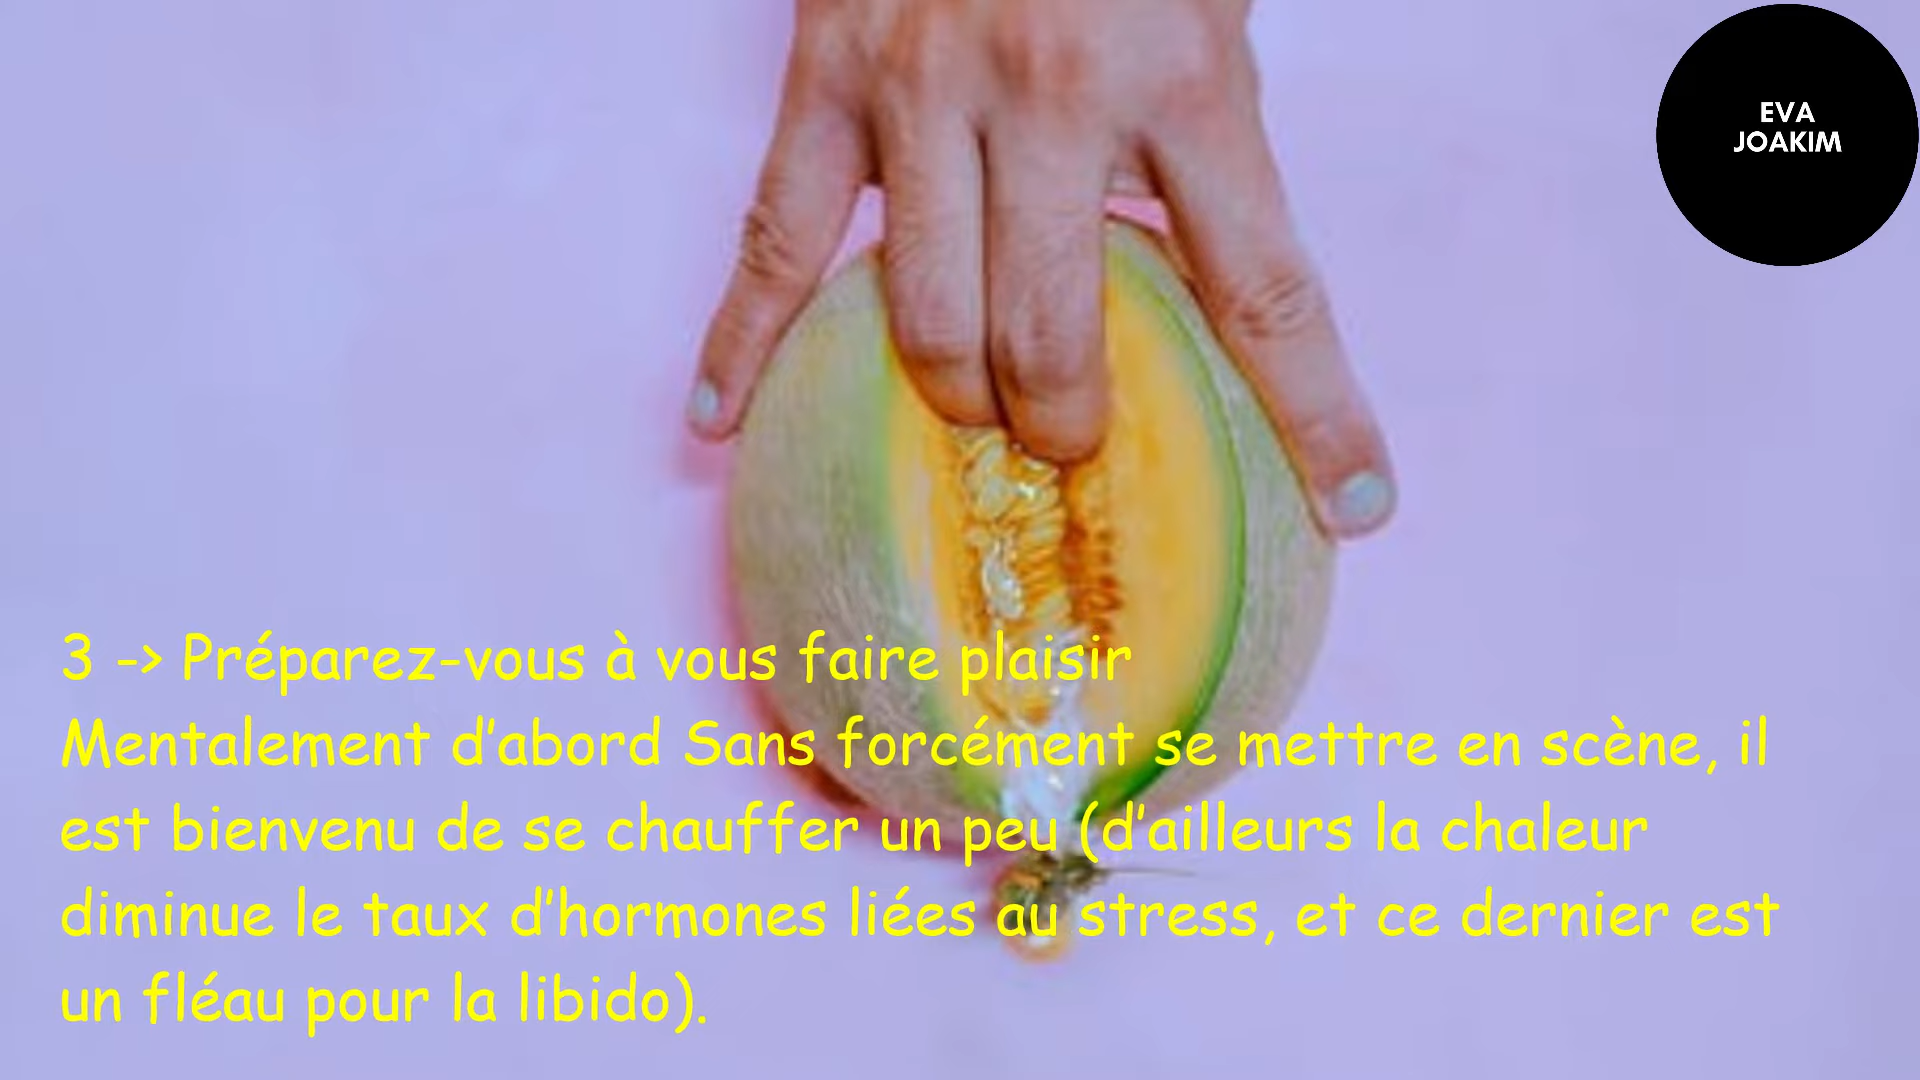 EVA
JOAKIM
3 -> Préparez-vous à vous faire plaisir
Mentalement d'abord Sans forcément se mettre en scène, il
est bienvenu de se chauffer un peu (d'ailleurs la chaleur
diminue le taux d'hormones liées au stress, et ce dernier est
un fléau pour la libido).